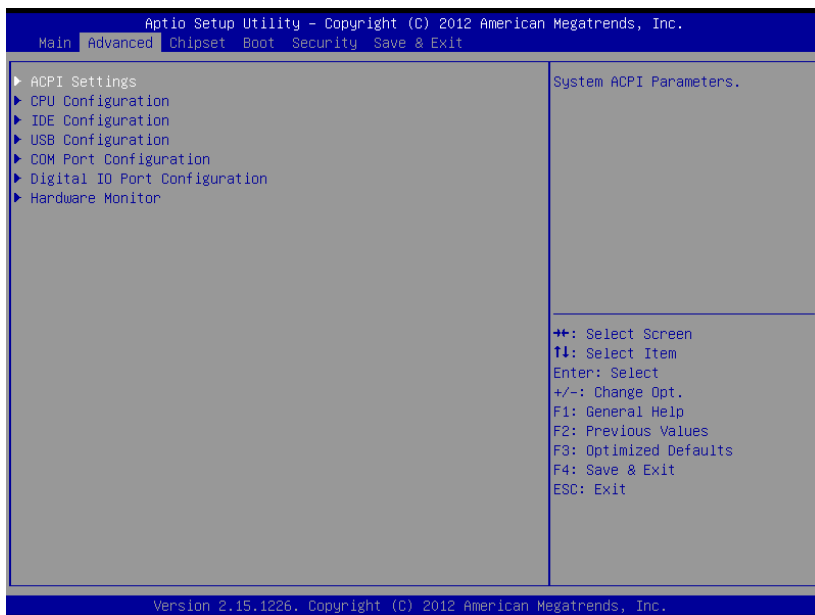 Aptio Setup Utility – Copyright (C) 2012 American Megatrends, Inc.
Main Advanced Chipset Boot Security Save & Exit
▶ ACPI Settings
▶ CPU Configuration
▶ IDE Configuration
▶ USB Configuration
▶ COM Port Configuration
▶ Digital IO Port Configuration
▶ Hardware Monitor
System ACPI Parameters.
→←: Select Screen
↑↓: Select Item
Enter: Select
+/-: Change Opt.
F1: General Help
F2: Previous Values
F3: Optimized Defaults
F4: Save & Exit
ESC: Exit
Version 2.15.1226. Copyright (C) 2012 American Megatrends, Inc.